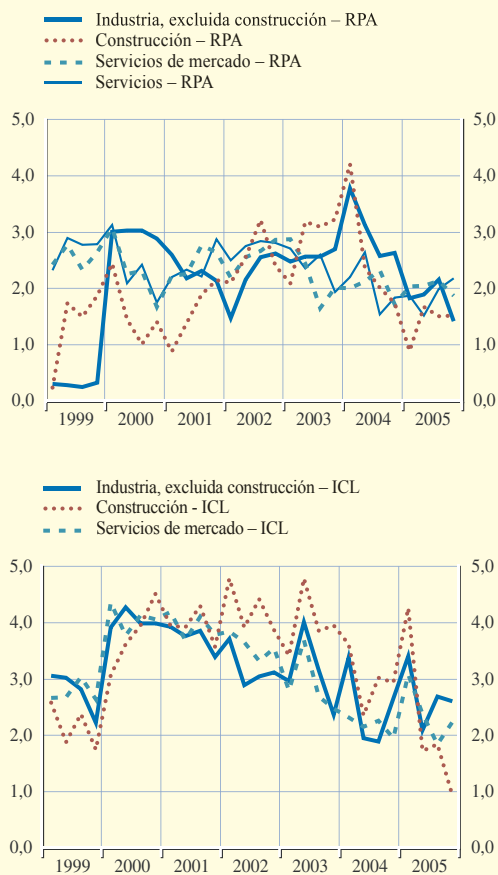 Industria, excluida construcción – RPA
Construcción – RPA
Servicios de mercado – RPA
Servicios – RPA
5,0 5,0
4,0 4,0
3,0 3,0
2,0 2,0
1,0 1,0
0,0 0,0
1999 2000 2001 2002 2003 2004 2005
Industria, excluida construcción – ICL
Construcción - ICL
Servicios de mercado – ICL
5,0 5,0
4,0 4,0
3,0 3,0
2,0 2,0
1,0 1,0
0,0 0,0
1999 2000 2001 2002 2003 2004 2005